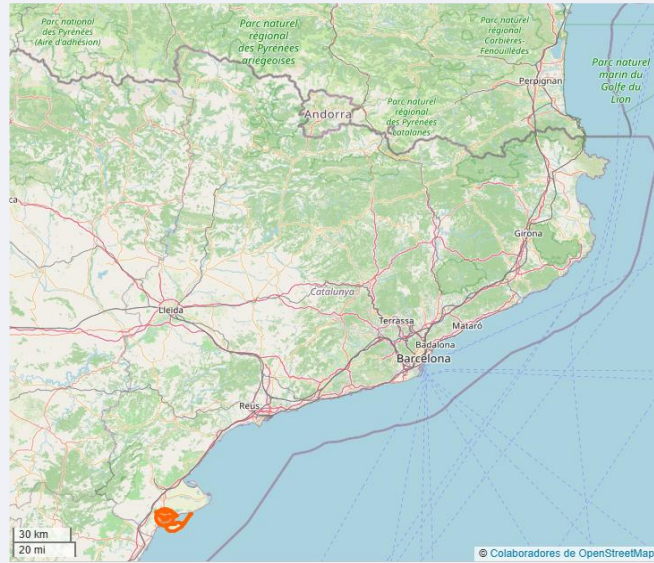 Parc national
des Pyrénées
(Aire d'adhésion)
Parc naturel
régional
des Pyrénées
ariégeoises
Parc naturel
régional
Corbières-
Fenouillèdes
Parc naturel
marin du
Golfe du
Lion
Perpignan
Andorra
Parc naturel
régional
des Pyrénées
catalanes
ca
Girona
Catalunya
Lleida
Terrassa
Mataró
Badalona
Barcelona
Reus
30 km
20 mi
© Colaboradores de OpenStreetMap